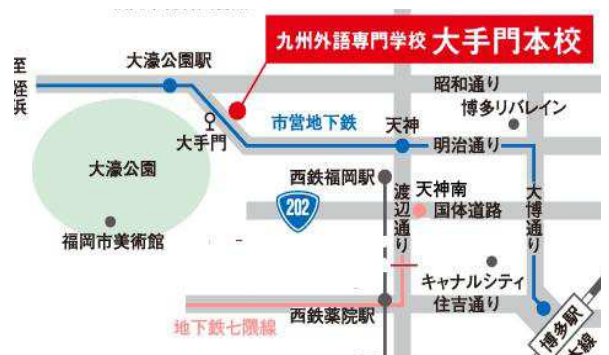 九州外語専門学校 大手門本校
大濠公園駅
至 姪浜
昭和通り
博多リバレイン
市営地下鉄
天神
大手門
明治通り
大濠公園
西鉄福岡駅
渡辺通り
天神南
大博通り
202
国体道路
福岡市美術館
キャナルシティ
住吉通り
西鉄薬院駅
地下鉄七隈線
博多駅
本線